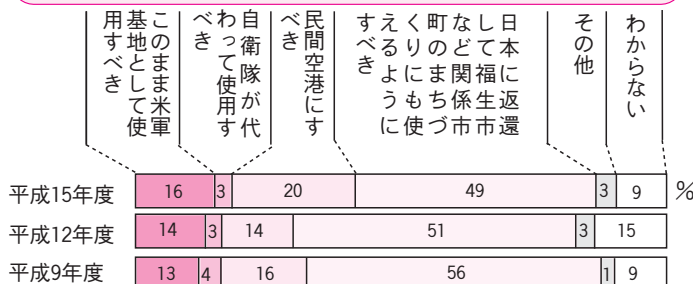 このまま米軍
基地として使
用すべき
自衛隊が代
わって使用す
べき
民間空港にす
べき
日本に返還
して福生市
など関係市
町のまちづ
くりにも使
えるように
すべき
その他
わからない
平成15年度 16 3 20 49 3 9 %
平成12年度 14 3 14 51 3 15
平成9年度 13 4 16 56 1 9